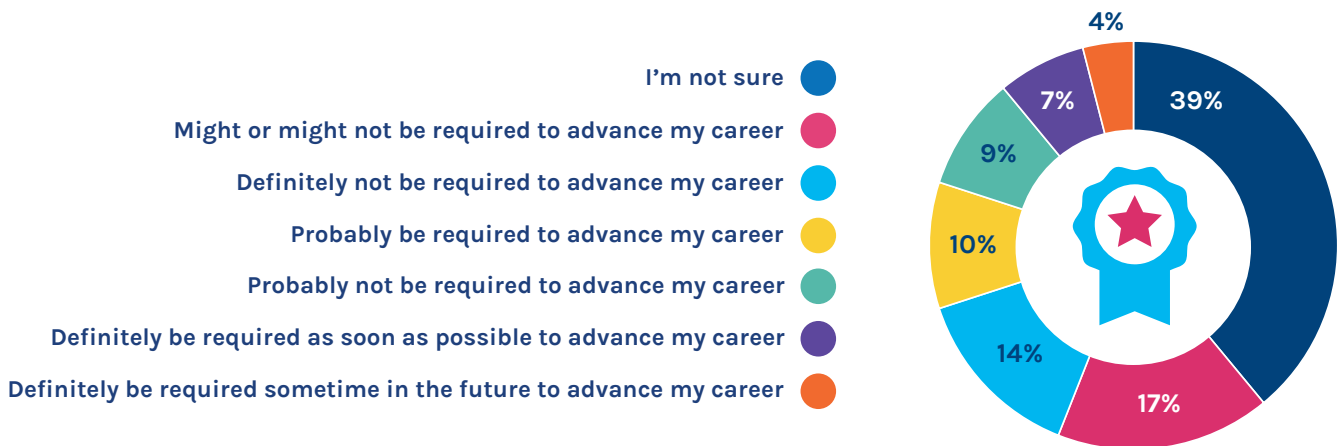 I'm not sure
Might or might not be required to advance my career
Definitely not be required to advance my career
Probably be required to advance my career
Probably not be required to advance my career
Definitely be required as soon as possible to advance my career
Definitely be required sometime in the future to advance my career
4%
7%
39%
9%
10%
14%
17%